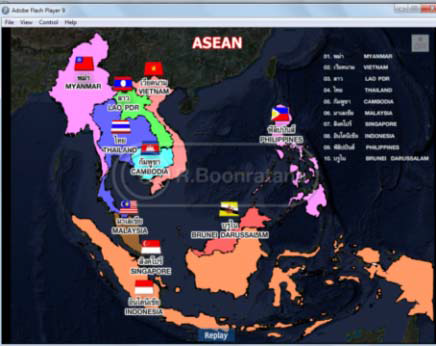 Adobe Flash Player 9
File View Control Help
ASEAN
พม่า
MYANMAR
เวียดนาม
VIETNAM
ลาว
LAO PDR
ไทย
THAILAND
กัมพูชา
CAMBODIA
ฟิลิปปินส์
PHILIPPINES
มาเลเซีย
MALAYSIA
สิงคโปร์
SINGAPORE
บรูไน
BRUNEI DARUSSALAM
อินโดนีเซีย
INDONESIA
01. พม่า MYANMAR
02. เวียดนาม VIETNAM
03. ลาว LAO PDR
04. ไทย THAILAND
05. กัมพูชา CAMBODIA
06. มาเลเซีย MALAYSIA
07. สิงคโปร์ SINGAPORE
08. อินโดนีเซีย INDONESIA
09. ฟิลิปปินส์ PHILIPPINES
10. บรูไน BRUNEI DARUSSALAM
R.Boonratana
Replay